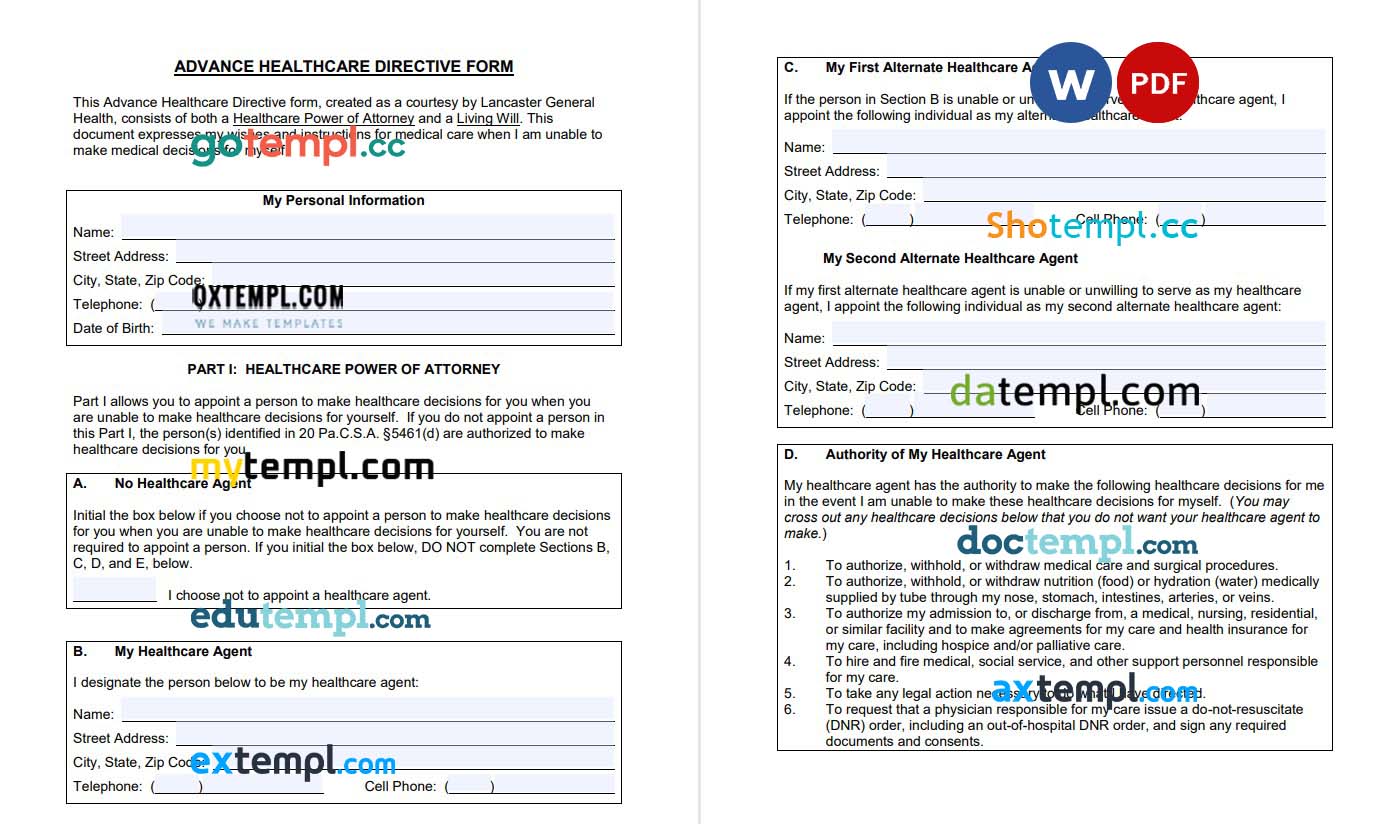 ADVANCE HEALTHCARE DIRECTIVE FORM
This Advance Healthcare Directive form, created as a courtesy by Lancaster General
Health, consists of both a Healthcare Power of Attorney and a Living Will. This
document expresses my wishes and instructions for medical care when I am unable to
make medical decisions for myself.
gotempl.cc
My Personal Information
Name:
Street Address:
City, State, Zip Code:
Telephone: (
QXTEMPL.COM
WE MAKE TEMPLATES
Date of Birth:
PART I: HEALTHCARE POWER OF ATTORNEY
Part I allows you to appoint a person to make healthcare decisions for you when you
are unable to make healthcare decisions for yourself. If you do not appoint a person in
this Part I, the person(s) identified in 20 Pa.C.S.A. §5461(d) are authorized to make
healthcare decisions for you
mytempl.com
A. No Healthcare Agent
Initial the box below if you choose not to appoint a person to make healthcare decisions
for you when you are unable to make healthcare decisions for yourself. You are not
required to appoint a person. If you initial the box below, DO NOT complete Sections B,
C, D, and E, below.
I choose not to appoint a healthcare agent.
edutempl.com
B. My Healthcare Agent
I designate the person below to be my healthcare agent:
Name:
Street Address:
City, State, Zip Code:
extempl.com
Telephone: ( ) Cell Phone: ( )
C. My First Alternate Healthcare
W PDF
If the person in Section B is unable or healthcare agent, I
appoint the following individual as my healthcare
Name:
Street Address:
City, State, Zip Code:
Telephone: ( ) Cell Phone: ( )
Shotempl.cc
My Second Alternate Healthcare Agent
If my first alternate healthcare agent is unable or unwilling to serve as my healthcare
agent, I appoint the following individual as my second alternate healthcare agent:
Name:
Street Address:
City, State, Zip Code:
datempl.com
Telephone: ( ) Cell Phone: ( )
D. Authority of My Healthcare Agent
My healthcare agent has the authority to make the following healthcare decisions for me
in the event I am unable to make these healthcare decisions for myself. (You may
cross out any healthcare decisions below that you do not want your healthcare agent to
make.)
doctempl.com
1. To authorize, withhold, or withdraw medical care and surgical procedures.
2. To authorize, withhold, or withdraw nutrition (food) or hydration (water) medically
supplied by tube through my nose, stomach, intestines, arteries, or veins.
3. To authorize my admission to, or discharge from, a medical, nursing, residential,
or similar facility and to make agreements for my care and health insurance for
my care, including hospice and/or palliative care.
4. To hire and fire medical, social service, and other support personnel responsible
for my care.
5. To take any legal action necessary to do what I have directed.
axtempl.com
6. To request that a physician responsible for my care issue a do-not-resuscitate
(DNR) order, including an out-of-hospital DNR order, and sign any required
documents and consents.